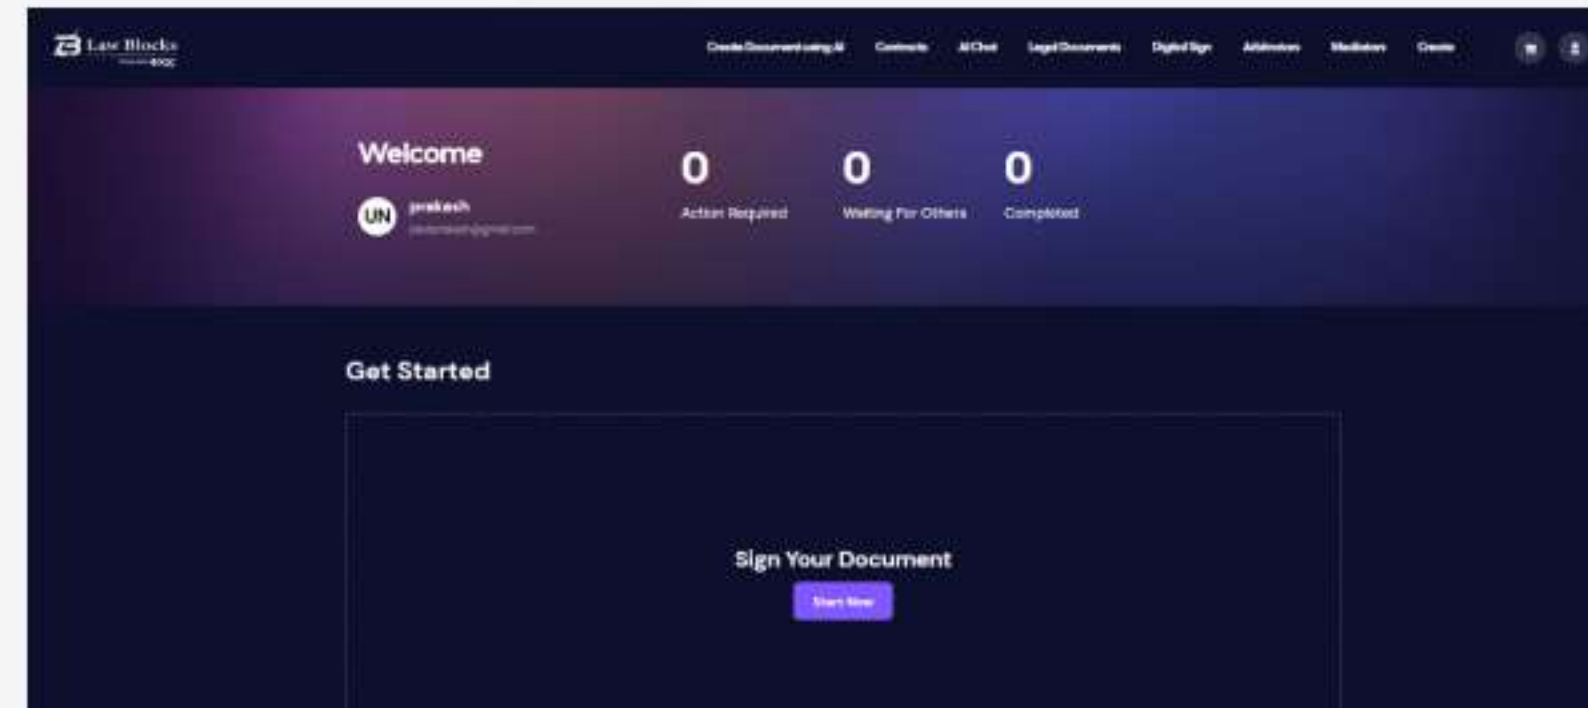 Law Blocks
Create Document using AI
Contracts
AI Chat
Legal Documents
Digital Sign
Arbitrators
Mediators
Create
Welcome
UN
prakash
0
0
0
Action Required
Waiting For Others
Completed
Get Started
Sign Your Document
Start Now